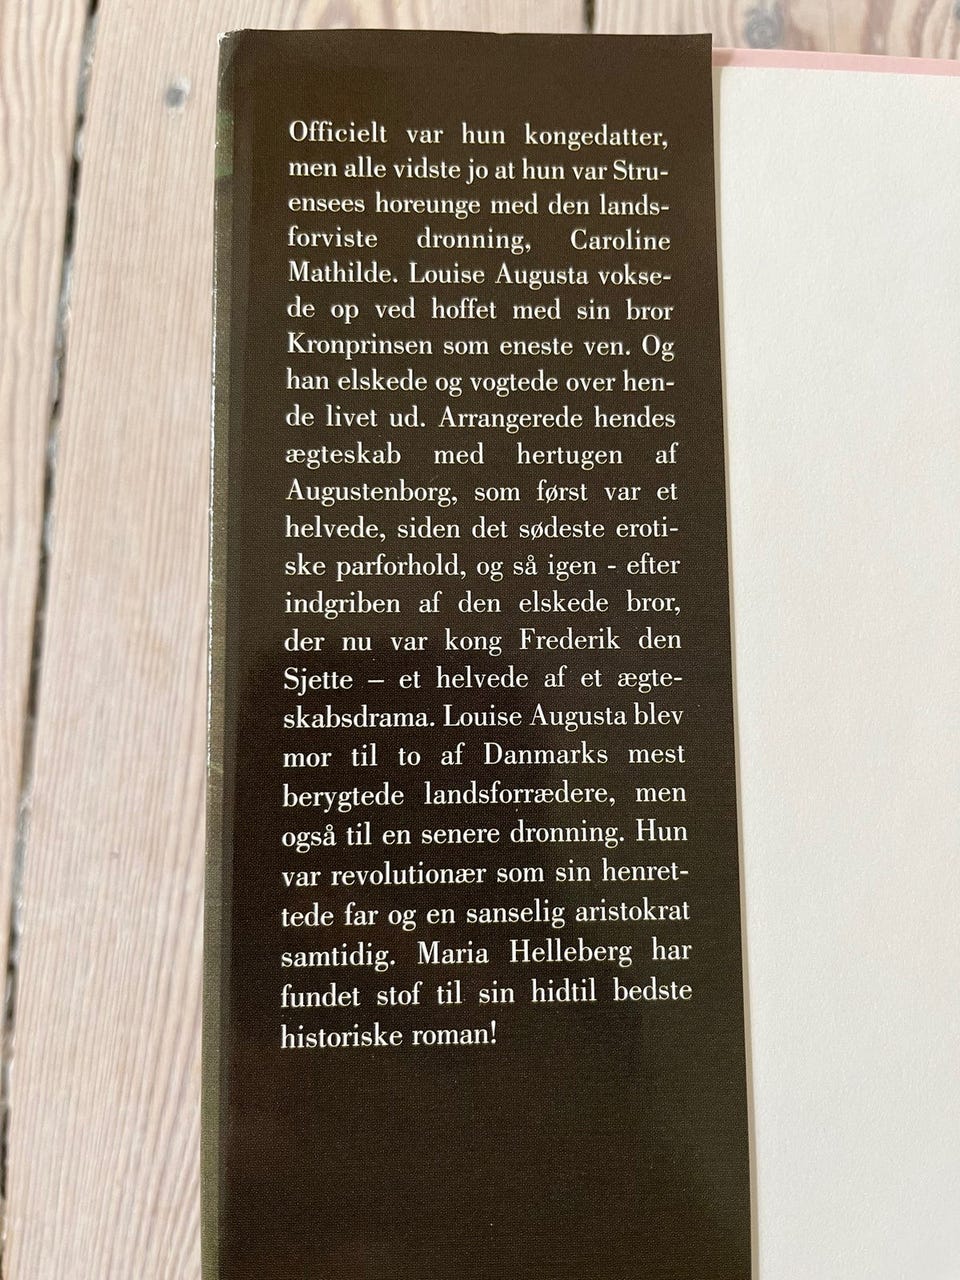 Officielt var hun kongedatter,
men alle vidste jo at hun var Stru-
ensees horeunge med den lands-
forviste dronning, Caroline
Mathilde. Louise Augusta vokse-
de op ved hoffet med sin bror
Kronprinsen som eneste ven. Og
han elskede og vogtede over hen-
de livet ud. Arrangerede hendes
ægteskab med hertugen af
Augustenborg, som først var et
helvede, siden det sødeste eroti-
ske parforhold, og så igen - efter
indgriben af den elskede bror,
der nu var kong Frederik den
Sjette – et helvede af et ægte-
skabsdrama. Louise Augusta blev
mor til to af Danmarks mest
berygtede landsforrædere, men
også til en senere dronning. Hun
var revolutionær som sin henret-
tede far og en sanselig aristokrat
samtidig. Maria Helleberg har
fundet stof til sin hidtil bedste
historiske roman!